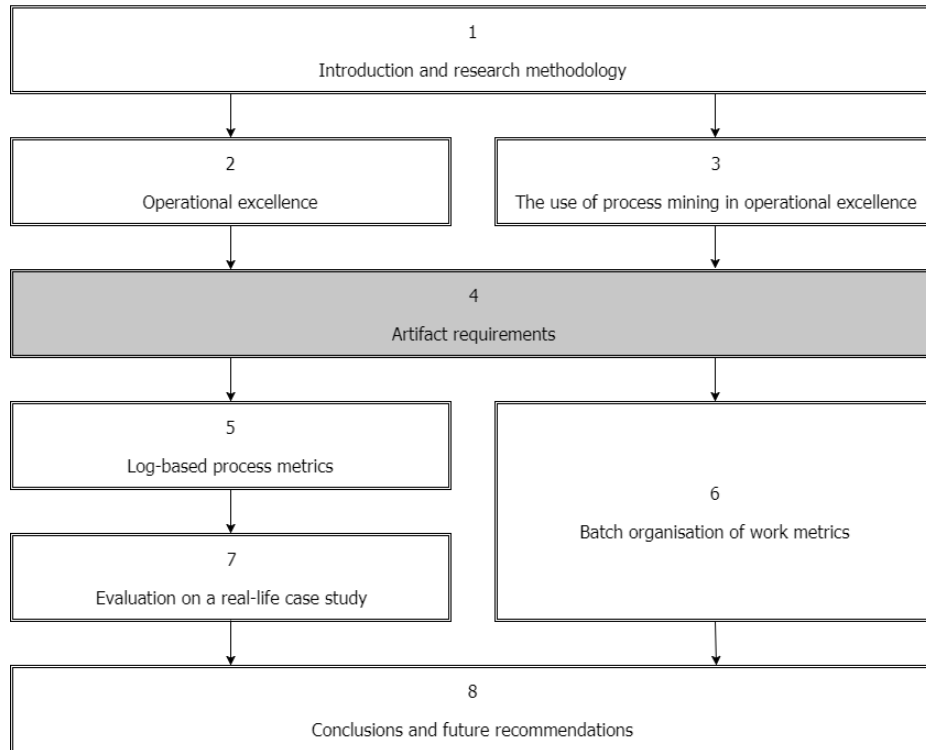 1
Introduction and research methodology
2
Operational excellence
3
The use of process mining in operational excellence
4
Artifact requirements
5
Log-based process metrics
6
Batch organisation of work metrics
7
Evaluation on a real-life case study
8
Conclusions and future recommendations